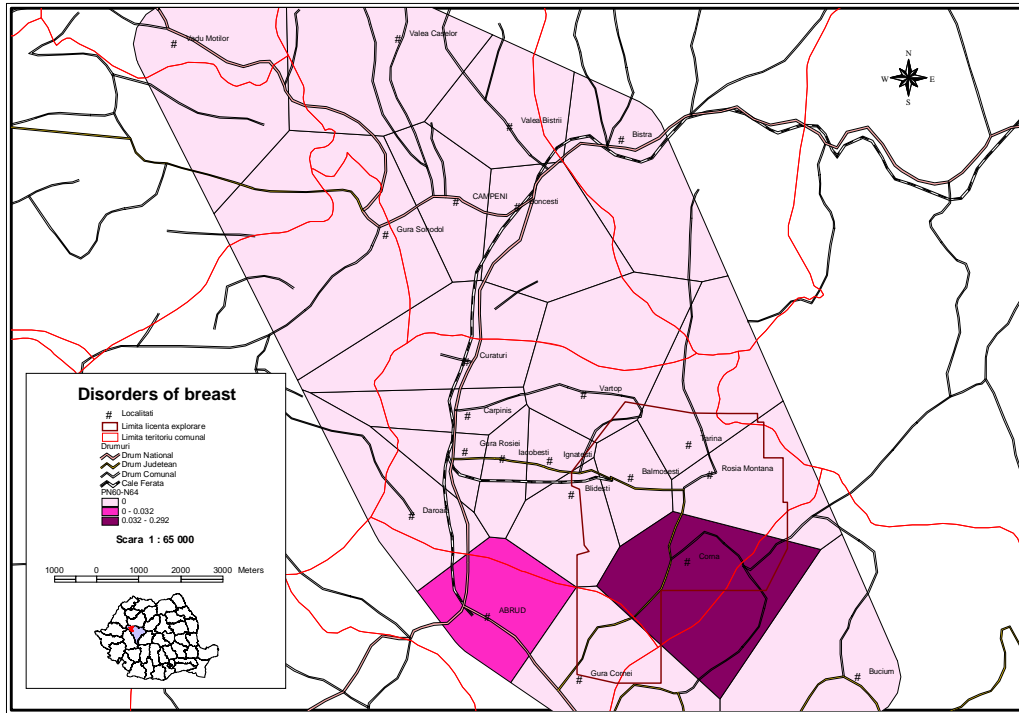 Vadu Motilor
Valea Caselor
N
W E
S
Valea Bistrii
Bistra
CAMPENI
Gura Sonodol
Curaturi
Vartop
Carpinis
Tarina
Gura Rosiei
Iacobesti
Ignatesti
Balmosesti
Rosia Montana
Blidesti
Corna
ABRUD
Gura Cornei
Bucium
Disorders of breast
# Localitati
Limita licenta explorare
Limita teritoriu comunal
Drumuri
Drum National
Drum Judetean
Drum Comunal
Cale Ferata
PN60-N64
0
0 - 0.032
0.032 - 0.292
Scara 1 : 65 000
1000 0 1000 2000 3000 Meters